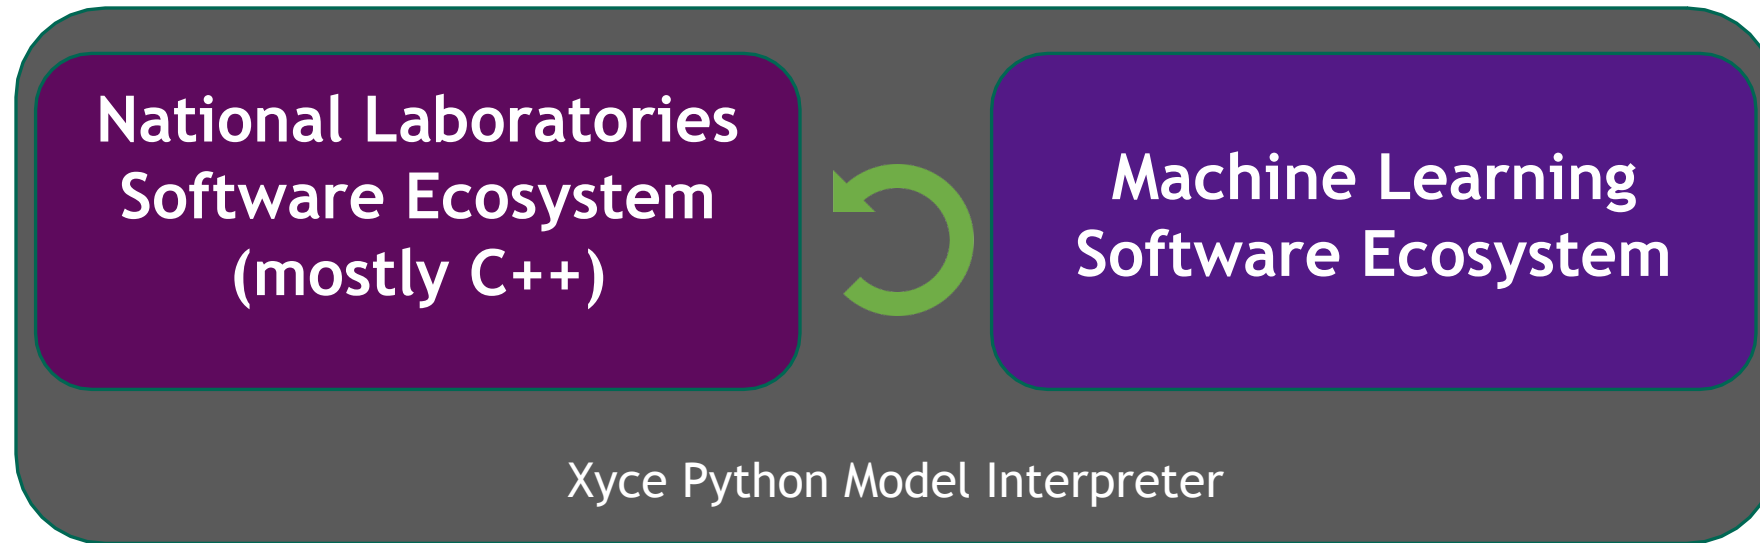 National Laboratories
Software Ecosystem
(mostly C++)
Machine Learning
Software Ecosystem
Xyce Python Model Interpreter